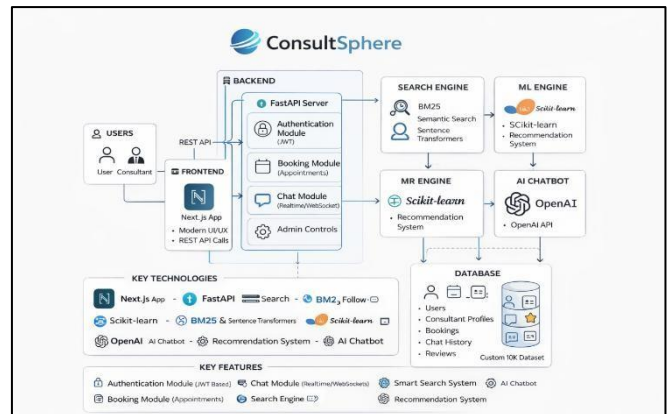 ConsultSphere
BACKEND
FastAPI Server
Authentication
Module
(JWT)
Booking Module
(Appointments)
Chat Module
(Realtime/WebSocket)
Admin Controls
REST API
USERS
User Consultant
FRONTEND
Next.js App
• Modern UI/UX
• REST API Calls
SEARCH ENGINE
BM25
Semantic Search
Sentence
Transformers
ML ENGINE
Scikit-learn
• SCikit-learn
• Recommendation
System
MR ENGINE
Scikit-learn
• Recommendation
System
AI CHATBOT
OpenAI
• OpenAI API
DATABASE
• Users
• Consultant Profiles
• Bookings
• Chat History
• Reviews
Custom 10K Dataset
KEY TECHNOLOGIES
Next.js App - FastAPI Search - BM2, Follow -
Scikit-learn - BM25 & Sentence Transformers Scikit-learn
OpenAI AI Chatbot - Recomrendation System - AI Chatbot
KEY FEATURES
Authentication Module (JWT Based) Chat Module (Realtime/WebSockets) Smart Search System AI Chatbot
Booking Module (Appointments) Search Engine Recommendation System